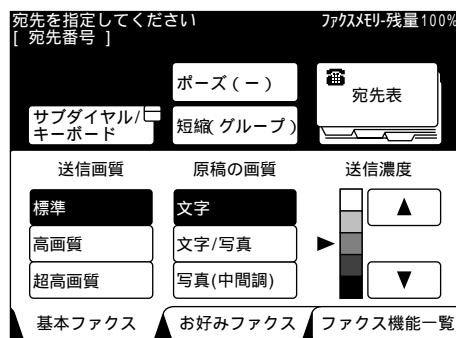 宛先を指定してください ファクスメモリ-残量100%
[ 宛先番号 ]
ポーズ(－)
宛先表
サブダイヤル/
キーボード
短縮(グループ)
送信画質 原稿の画質 送信濃度
標準 文字
高画質 文字/写真
超高画質 写真(中間調)
基本ファクス お好みファクス ファクス機能一覧